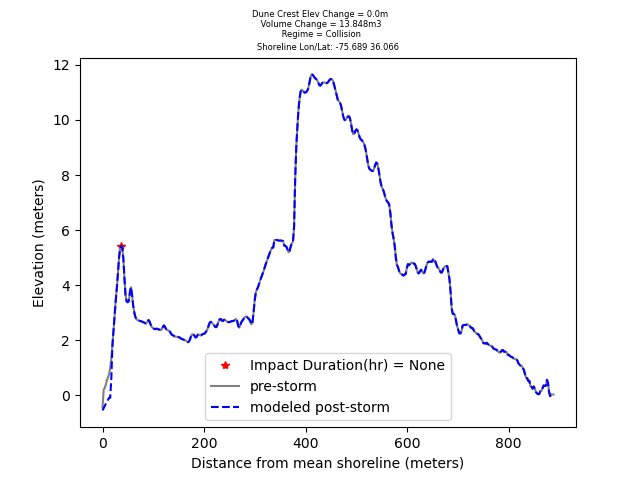 Dune Crest Elev Change = 0.0m
Volume Change = 13.848m3
Regime = Collision
Shoreline Lon/Lat: -75.689 36.066
12
10
8
6
4
2
0
Elevation (meters)
Impact Duration(hr) = None
pre-storm
modeled post-storm
0 200 400 600 800
Distance from mean shoreline (meters)